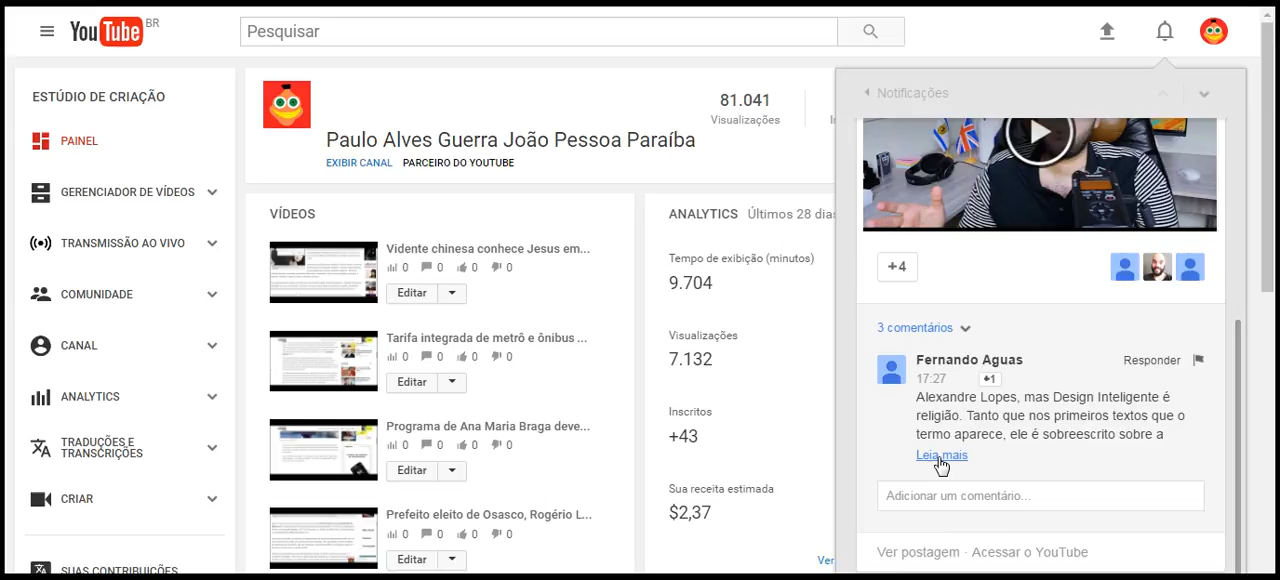 YouTube BR
Pesquisar
ESTÚDIO DE CRIAÇÃO
PAINEL
GERENCIADOR DE VÍDEOS
TRANSMISSÃO AO VIVO
COMUNIDADE
CANAL
ANALYTICS
TRADUÇÕES E
TRANSCRIÇÕES
CRIAR
SUAS CONTRIBUIÇÕES
81.041
Visualizações
Paulo Alves Guerra João Pessoa Paraíba
EXIBIR CANAL PARCEIRO DO YOUTUBE
VÍDEOS
Vidente chinesa conhece Jesus em...
0 0 0 0
Editar
Tarifa integrada de metrô e ônibus ...
0 0 0 0
Editar
Programa de Ana Maria Braga deve...
0 0 0 0
Editar
Prefeito eleito de Osasco, Rogério L...
0 0 0 0
Editar
ANALYTICS Últimos 28 dias
Tempo de exibição (minutos)
9.704
Visualizações
7.132
Inscritos
+43
Sua receita estimada
$2,37
Ver
Notificações
+4
3 comentários
Fernando Aguas Responder
17:27 +1
Alexandre Lopes, mas Design Inteligente é
religião. Tanto que nos primeiros textos que o
termo aparece, ele é sobreescrito sobre a
Leia mais
Adicionar um comentário...
Ver postagem · Acessar o YouTube